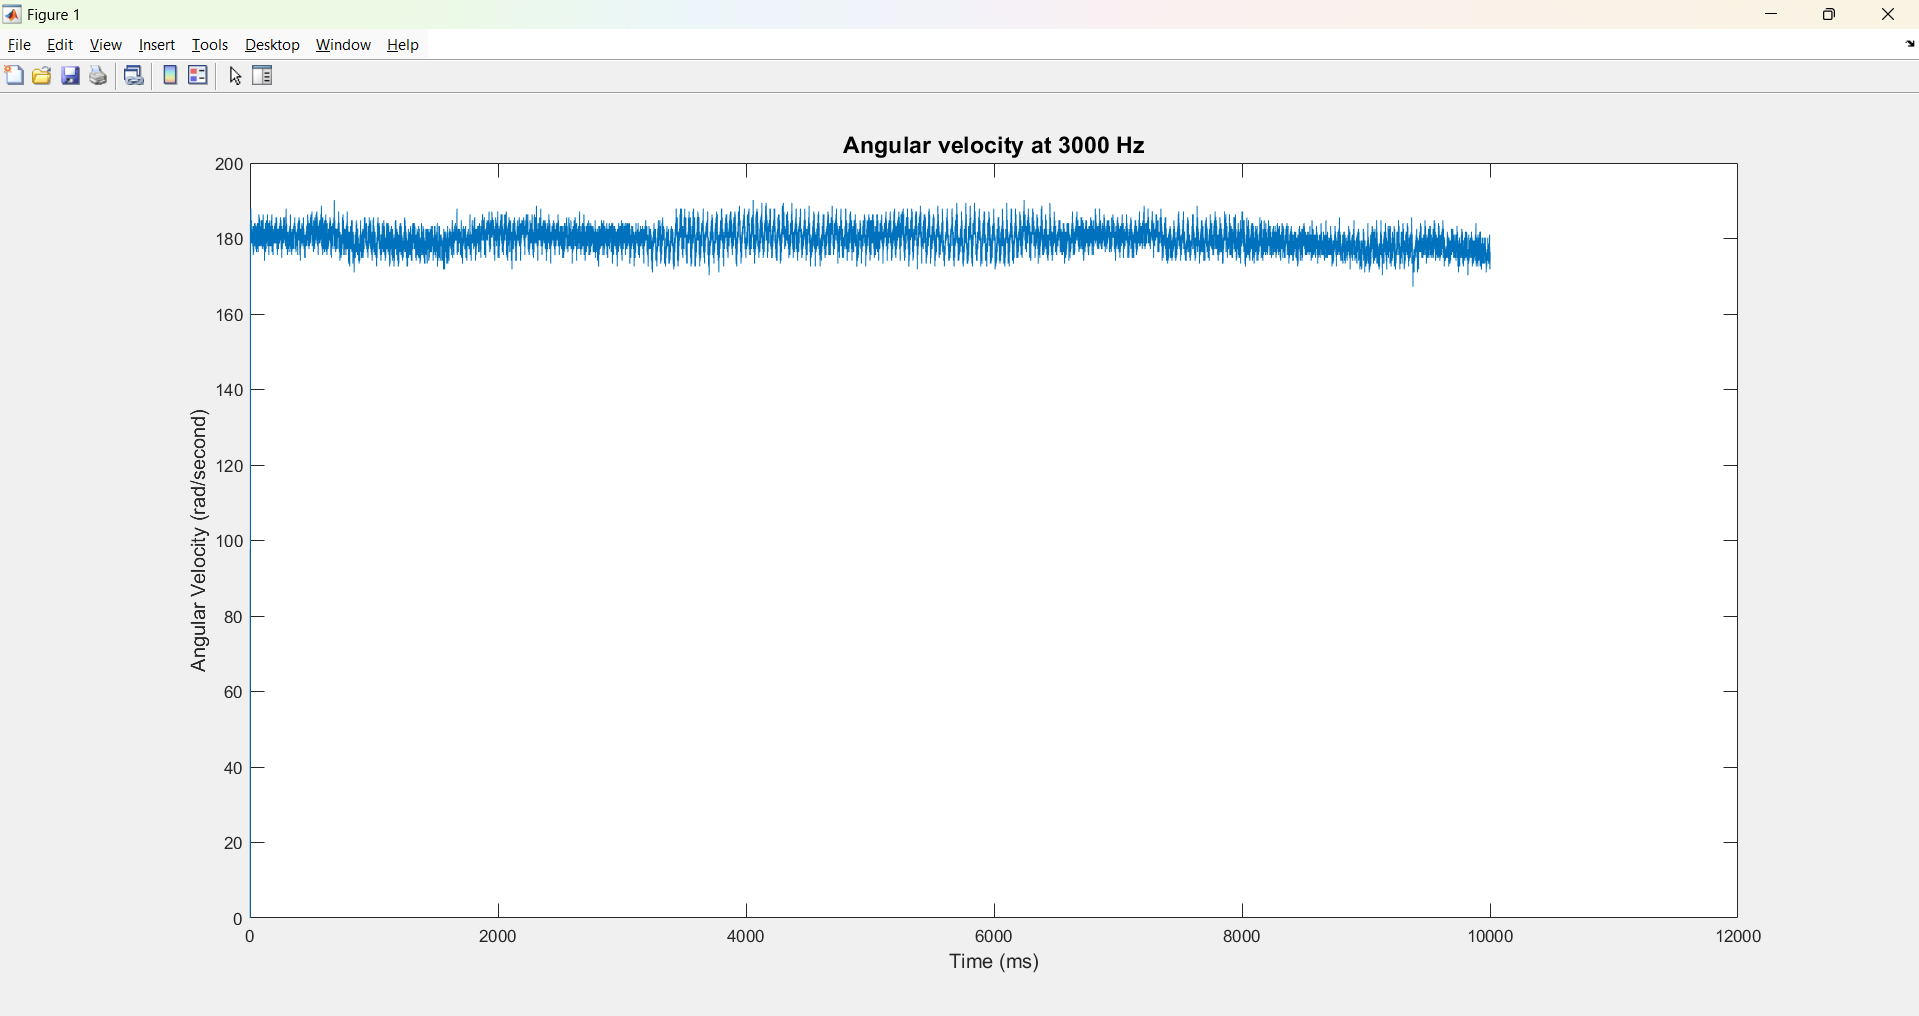 Figure 1
File Edit View Insert Tools Desktop Window Help
Angular velocity at 3000 Hz
200
180
160
140
120
100
80
60
40
20
0
Angular Velocity (rad/second)
0 2000 4000 6000 8000 10000 12000
Time (ms)